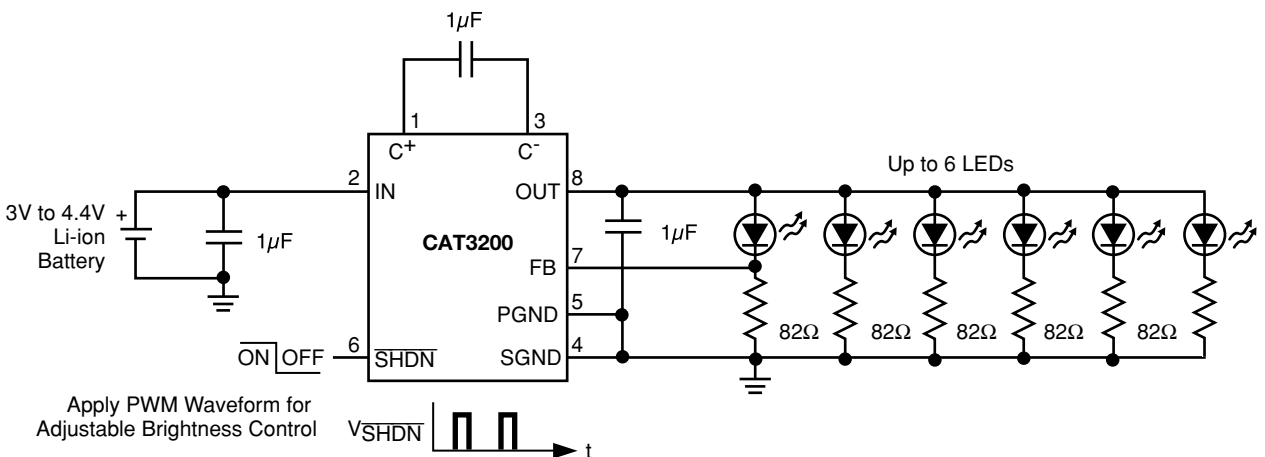 1µF
1
3
C+
C-
2
IN
OUT
8
Up to 6 LEDs
3V to 4.4V
Li-ion
Battery
+
1µF
CAT3200
1µF
FB
7
PGND
5
82Ω
82Ω
82Ω
82Ω
82Ω
ON OFF
6
SHDN
SGND
4
Apply PWM Waveform for
Adjustable Brightness Control
VSHDN
t